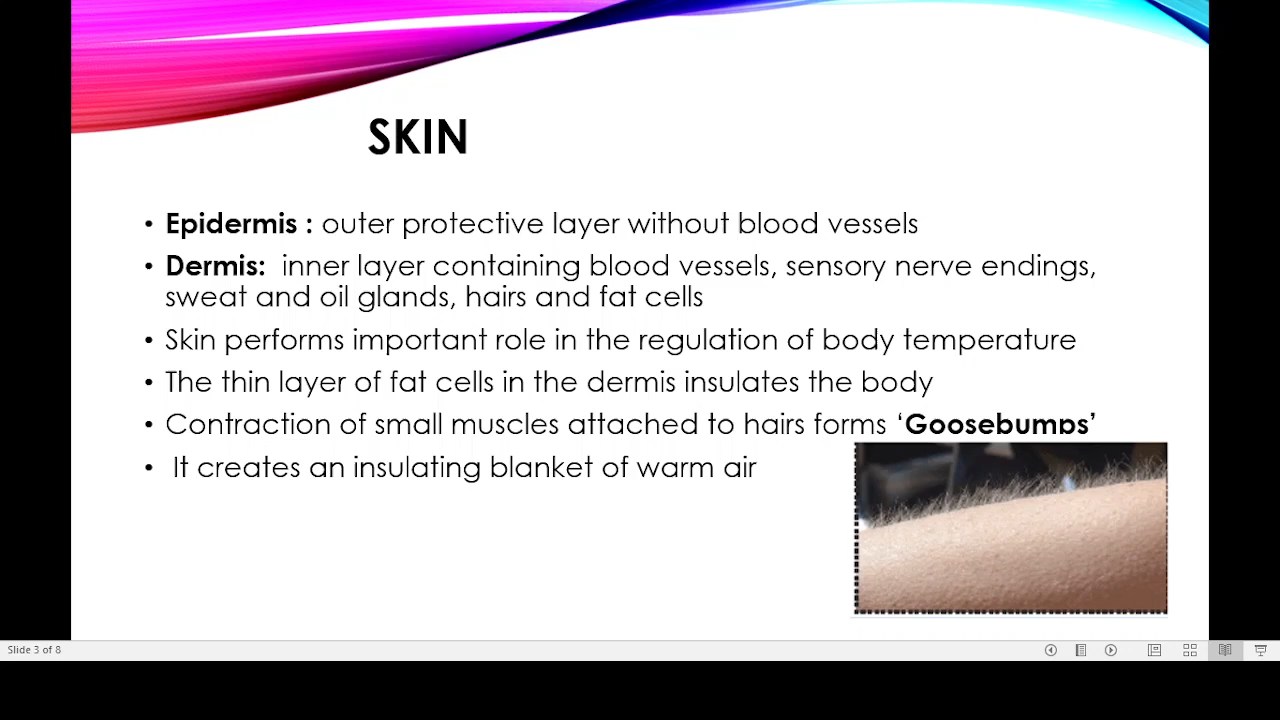 SKIN
• Epidermis : outer protective layer without blood vessels
• Dermis: inner layer containing blood vessels, sensory nerve endings,
sweat and oil glands, hairs and fat cells
• Skin performs important role in the regulation of body temperature
• The thin layer of fat cells in the dermis insulates the body
• Contraction of small muscles attached to hairs forms ‘Goosebumps’
• It creates an insulating blanket of warm air
Slide 3 of 8